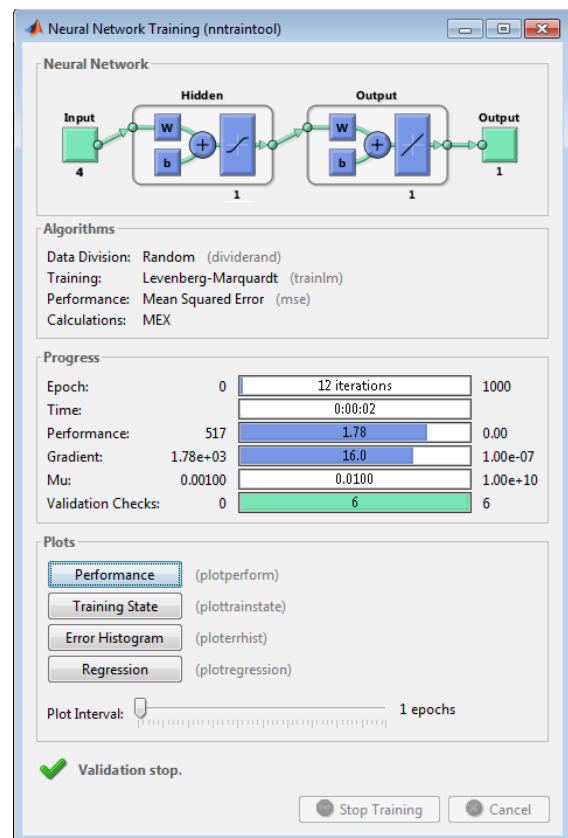 Neural Network Training (nntraintool)
Neural Network
Hidden Output
Input Output
W W
b b
4 1 1 1
Algorithms
Data Division: Random (dividerand)
Training: Levenberg-Marquardt (trainlm)
Performance: Mean Squared Error (mse)
Calculations: MEX
Progress
Epoch: 0 12 iterations 1000
Time: 0:00:02
Performance: 517 1.78 0.00
Gradient: 1.78e+03 16.0 1.00e-07
Mu: 0.00100 0.0100 1.00e+10
Validation Checks: 0 6 6
Plots
Performance (plotperform)
Training State (plottrainstate)
Error Histogram (ploterrhist)
Regression (plotregression)
Plot Interval: 1 epochs
Validation stop.
Stop Training Cancel